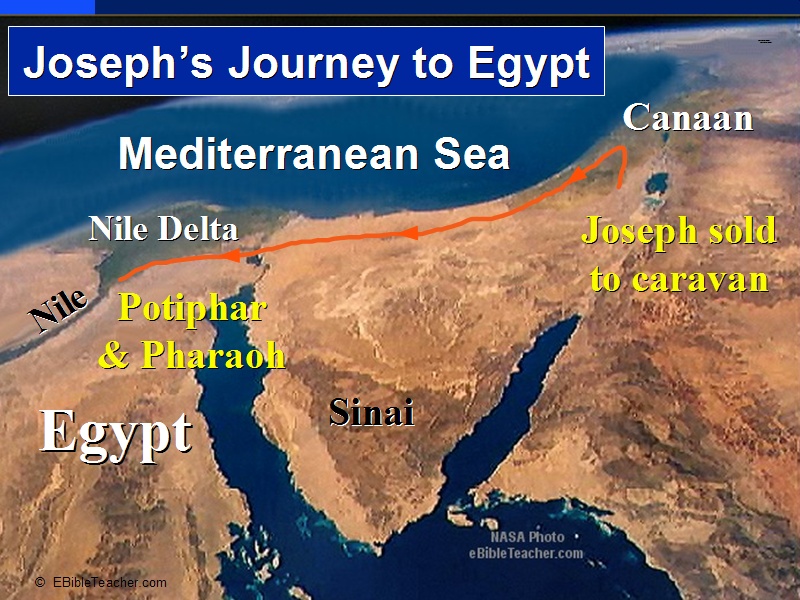 Joseph's Journey to Egypt
Canaan
Mediterranean Sea
Nile Delta
Joseph sold
to caravan
Nile
Potiphar
& Pharaoh
Sinai
Egypt
NASA Photo
eBibleTeacher.com
© EBibleTeacher.com